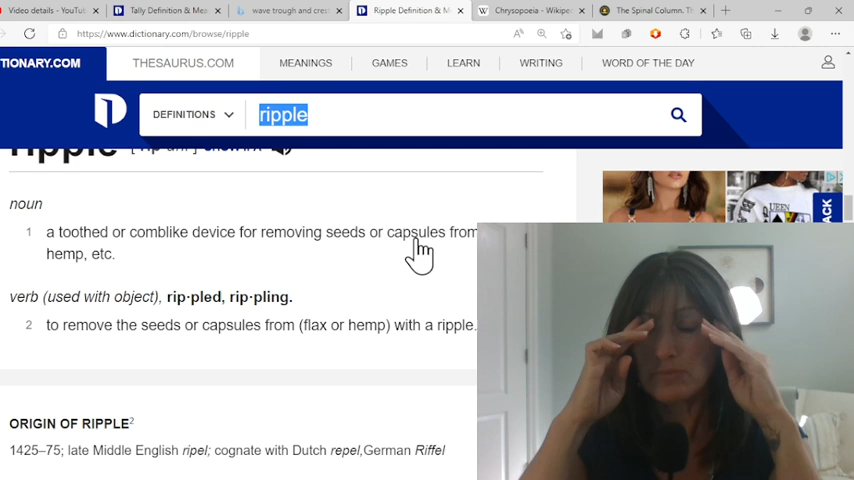 Video details - YouTub
Tally Definition & Mea
wave trough and crest
Ripple Definition & M
Chrysopoeia - Wikipe
The Spinal Column. Th
https://www.dictionary.com/browse/ripple
TIONARY.COM
THESAURUS.COM
MEANINGS
GAMES
LEARN
WRITING
WORD OF THE DAY
DEFINITIONS
ripple
noun
1 a toothed or comblike device for removing seeds or capsules from
hemp, etc.
verb (used with object), rip·pled, rip·pling.
2 to remove the seeds or capsules from (flax or hemp) with a ripple.
ORIGIN OF RIPPLE2
1425–75; late Middle English ripel; cognate with Dutch repel,German Riffel
BACK